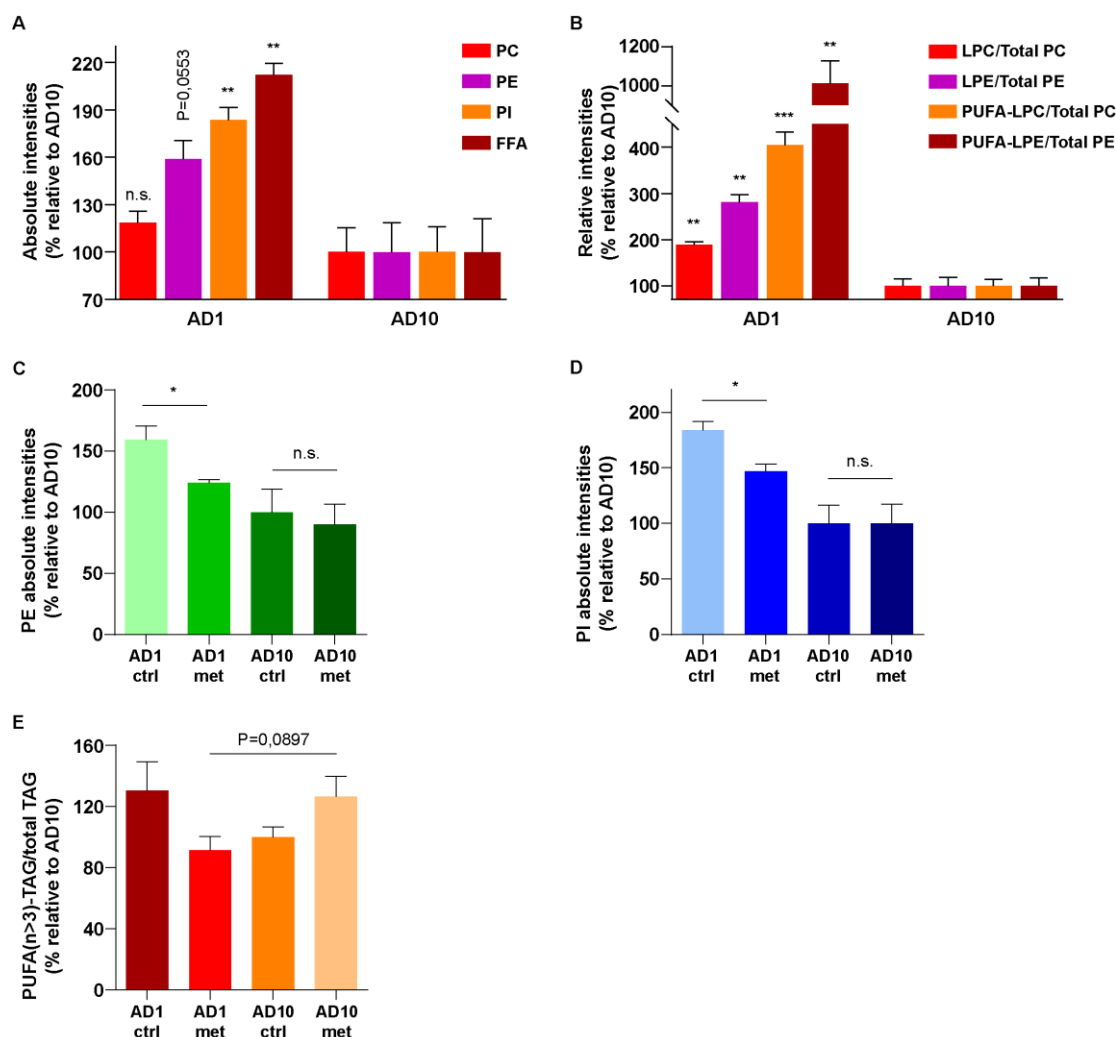 A
Absolute intensities
(% relative to AD10)
220
190
160
130
100
70
n.s.
P=0,0553
**
**
PC
PE
PI
FFA
AD1
AD10
B
Relative intensities
(% relative to AD10)
1200
1000
400
300
200
100
**
**
***
**
LPC/Total PC
LPE/Total PE
PUFA-LPC/Total PC
PUFA-LPE/Total PE
AD1
AD10
C
PE absolute intensities
(% relative to AD10)
200
150
100
50
0
*
n.s.
AD1
ctrl
AD1
met
AD10
ctrl
AD10
met
D
PI absolute intensities
(% relative to AD10)
200
150
100
50
0
*
n.s.
AD1
ctrl
AD1
met
AD10
ctrl
AD10
met
E
PUFA(n>3)-TAG/total TAG
(% relative to AD10)
160
120
80
40
0
P=0,0897
AD1
ctrl
AD1
met
AD10
ctrl
AD10
met